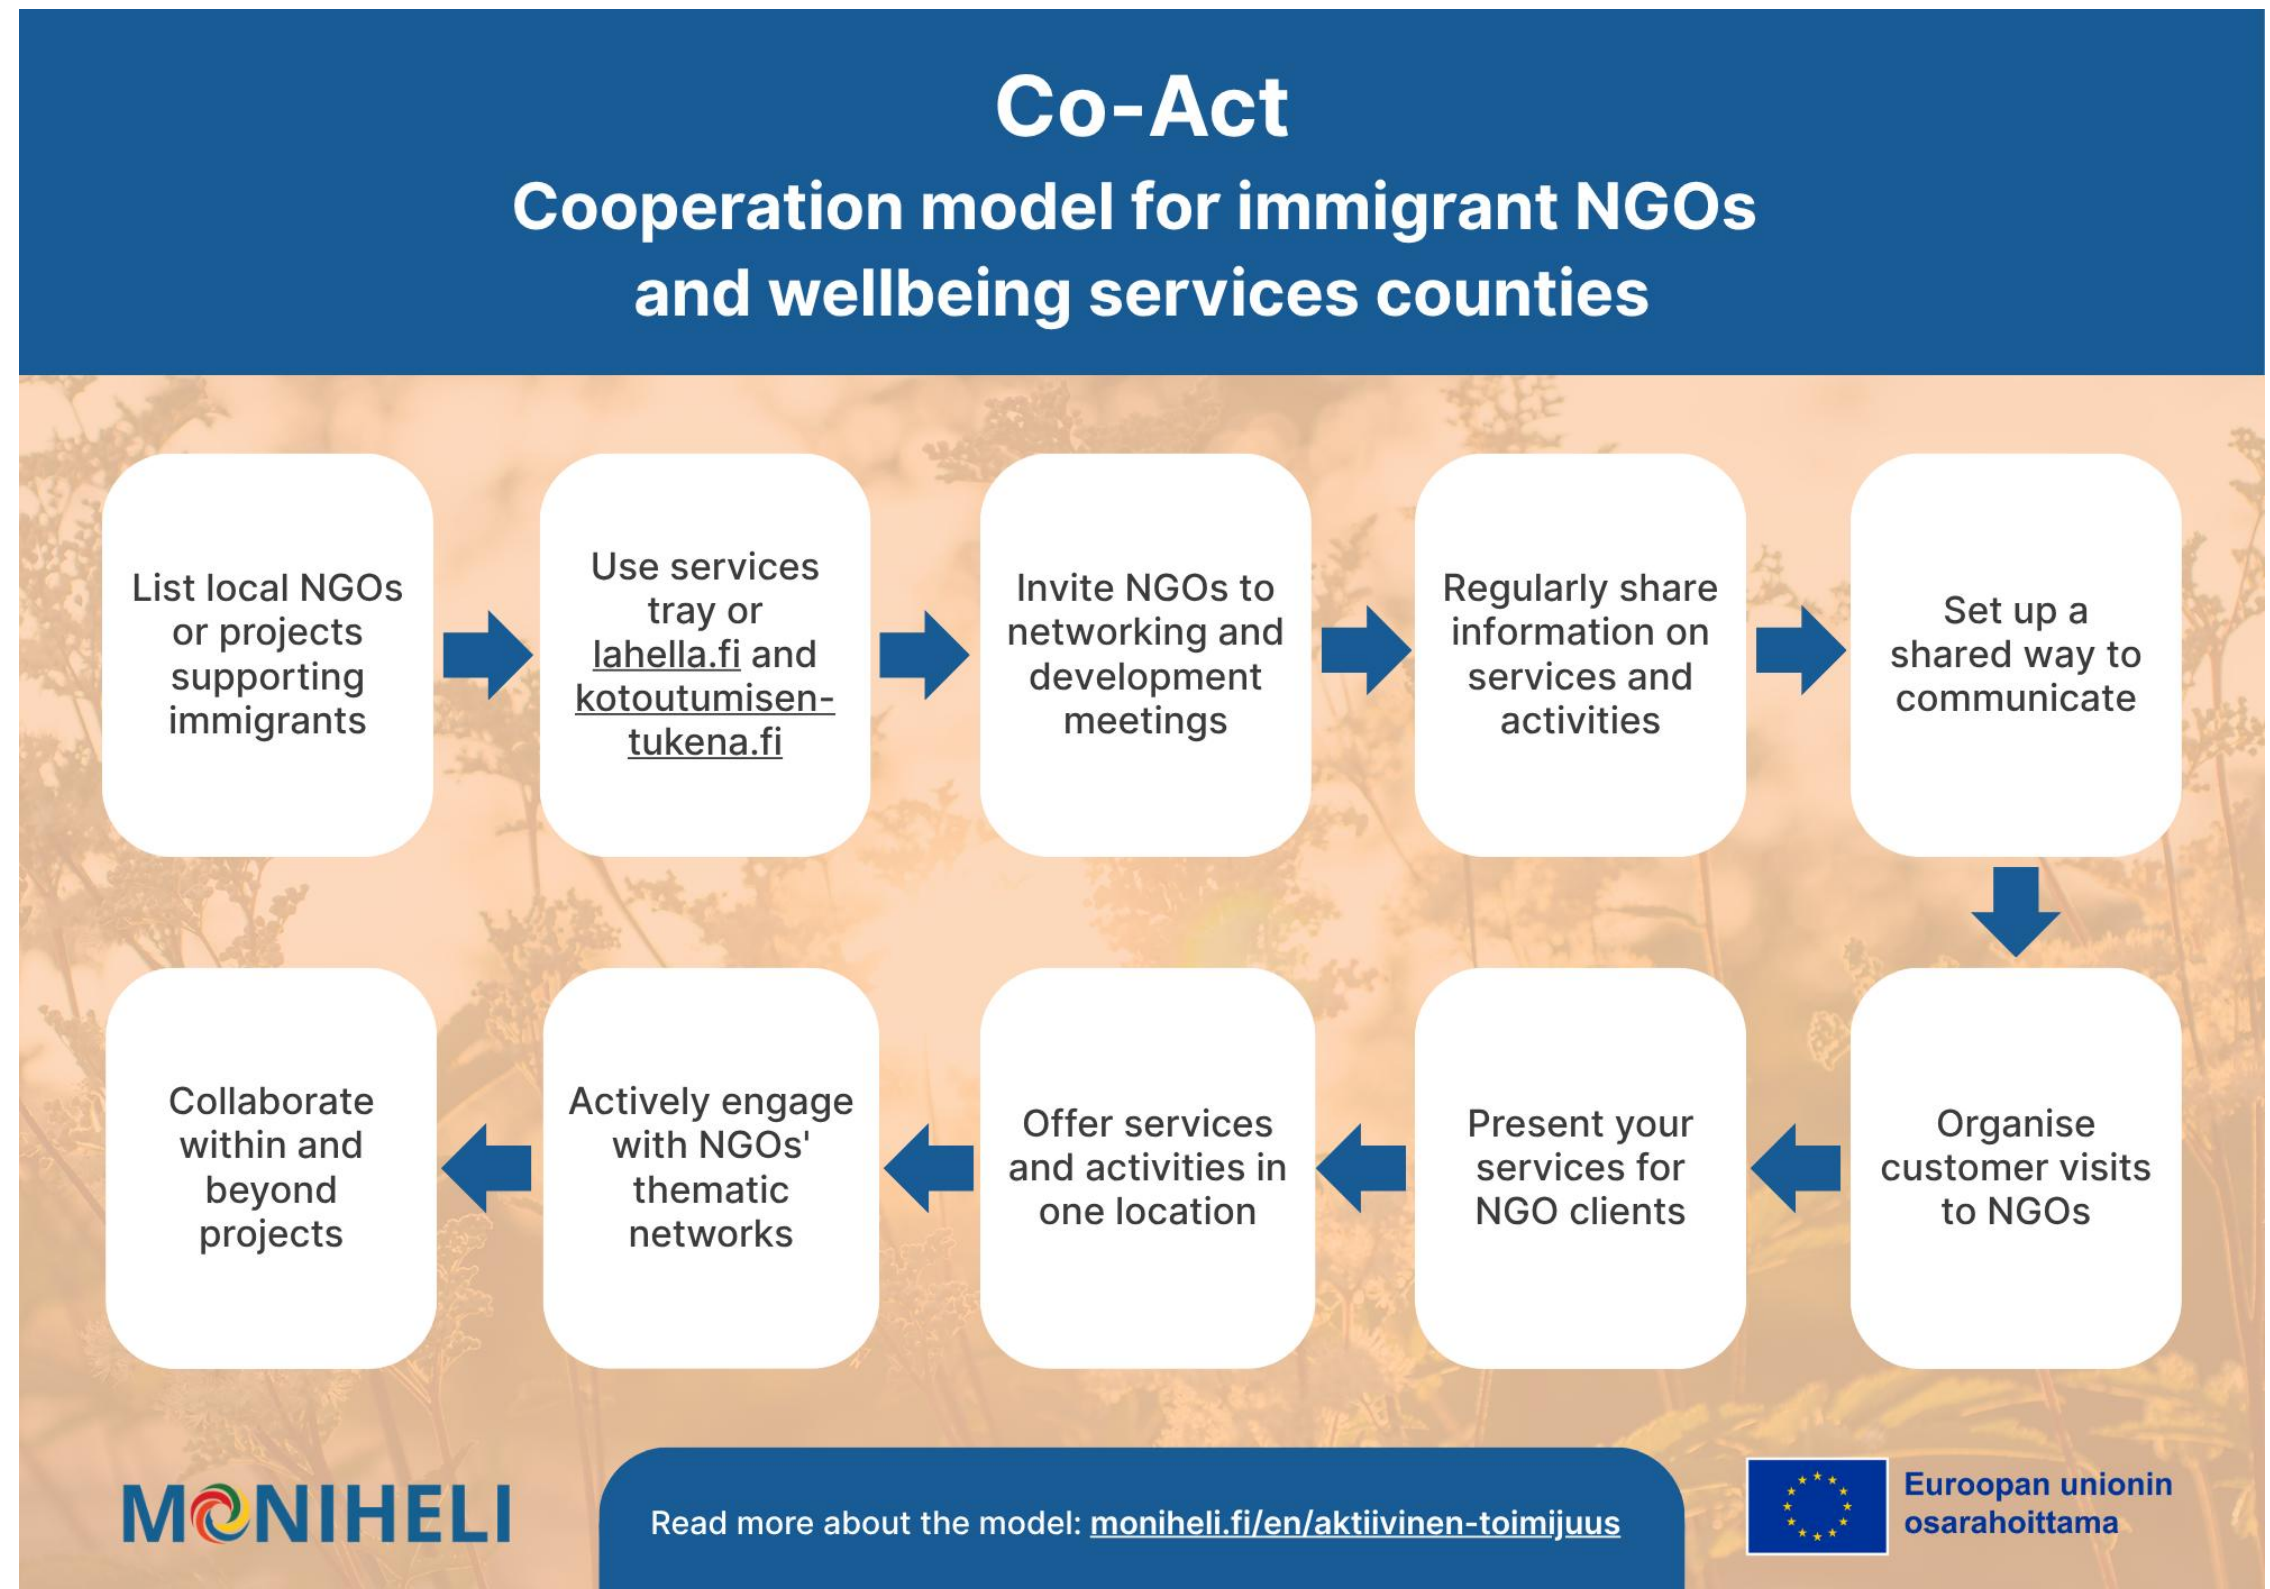 Co-Act
Cooperation model for immigrant NGOs
and wellbeing services counties
List local NGOs
or projects
supporting
immigrants
Use services
tray or
lahella.fi and
kotoutumisen-
tukena.fi
Invite NGOs to
networking and
development
meetings
Regularly share
information on
services and
activities
Set up a
shared way to
communicate
Organise
customer visits
to NGOs
Present your
services for
NGO clients
Offer services
and activities in
one location
Actively engage
with NGOs'
thematic
networks
Collaborate
within and
beyond
projects
MONIHELI
Read more about the model: moniheli.fi/en/aktiivinen-toimijuus
Euroopan unionin
osarahoittama